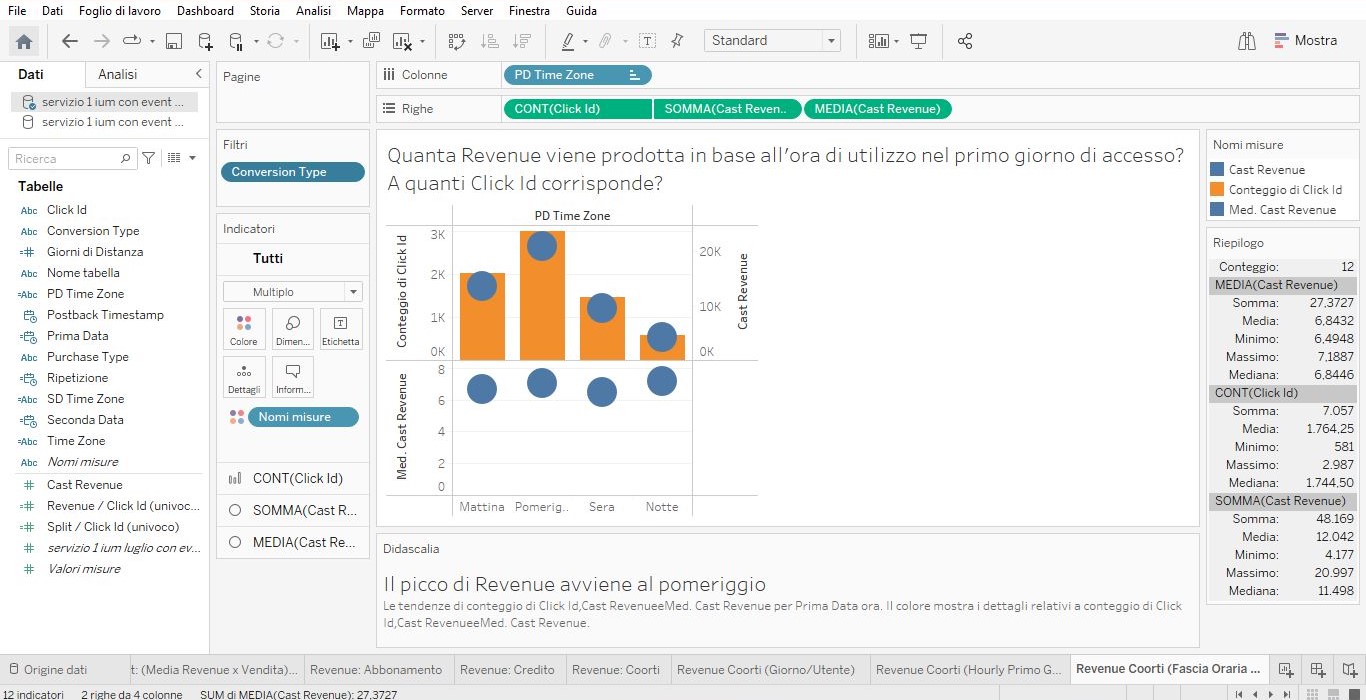 File Dati Foglio di lavoro Dashboard Storia Analisi Mappa Formato Server Finestra Guida
Standard
Mostra
Dati Analisi
servizio 1 ium con event ...
servizio 1 ium con event ...
Ricerca
Tabelle
Abc Click Id
Abc Conversion Type
=# Giorni di Distanza
Abc Nome tabella
=Abc PD Time Zone
Postback Timestamp
Prima Data
Abc Purchase Type
Ripetizione
=Abc SD Time Zone
Seconda Data
=Abc Time Zone
Abc Nomi misure
# Cast Revenue
=# Revenue / Click Id (univoc...
=# Split / Click Id (univoco)
# servizio 1 ium luglio con ev...
# Valori misure
Pagine
Filtri
Conversion Type
Indicatori
Tutti
Multiplo
Colore Dimen... Etichetta
Dettagli Inform...
Nomi misure
CONT(Click Id)
SOMMA(Cast R...
MEDIA(Cast Re...
Colonne PD Time Zone
Righe CONT(Click Id) SOMMA(Cast Reven.. MEDIA(Cast Revenue)
Quanta Revenue viene prodotta in base all'ora di utilizzo nel primo giorno di accesso?
A quanti Click Id corrisponde?
PD Time Zone
Conteggio di Click Id
3K
2K
1K
0K
20K
10K
0K
Cast Revenue
Med. Cast Revenue
8
6
4
2
0
Mattina Pomerig.. Sera Notte
Didascalia
Il picco di Revenue avviene al pomeriggio
Le tendenze di conteggio di Click Id,Cast RevenueeMed. Cast Revenue per Prima Data ora. Il colore mostra i dettagli relativi a conteggio di Click
Id,Cast RevenueeMed. Cast Revenue.
Nomi misure
Cast Revenue
Conteggio di Click Id
Med. Cast Revenue
Riepilogo
Conteggio: 12
MEDIA(Cast Revenue)
Somma: 27,3727
Media: 6,8432
Minimo: 6,4948
Massimo: 7,1887
Mediana: 6,8446
CONT(Click Id)
Somma: 7.057
Media: 1.764,25
Minimo: 581
Massimo: 2.987
Mediana: 1.744,50
SOMMA(Cast Revenue)
Somma: 48.169
Media: 12.042
Minimo: 4.177
Massimo: 20.997
Mediana: 11.498
Origine dati t: (Media Revenue x Vendita)... Revenue: Abbonamento Revenue: Credito Revenue: Coorti Revenue Coorti (Giorno/Utente) Revenue Coorti (Hourly Primo G... Revenue Coorti (Fascia Oraria ...
12 indicatori 2 righe da 4 colonne SUM di MEDIA(Cast Revenue): 27,3727